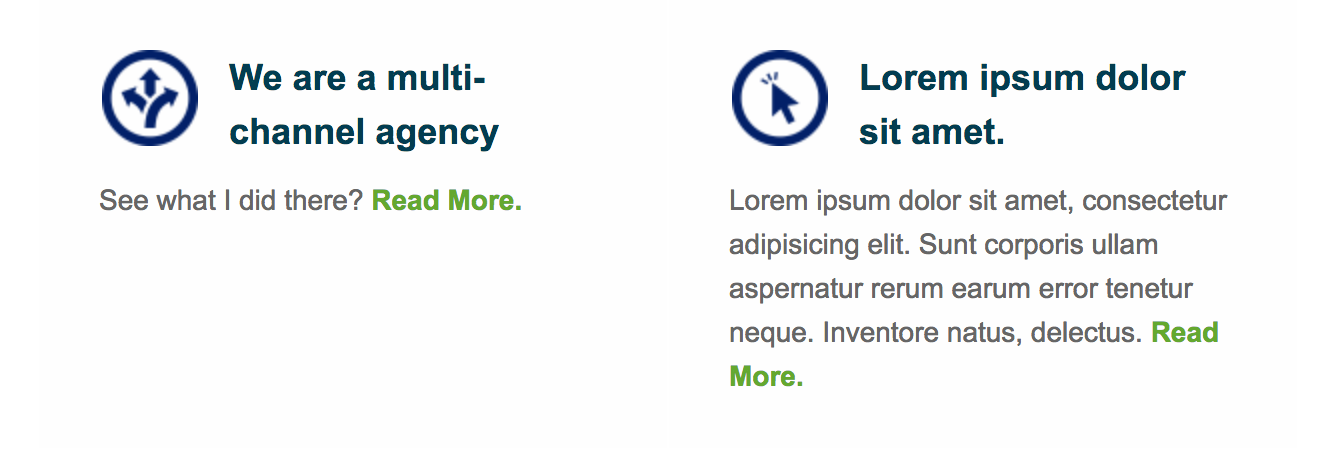 We are a multi-
channel agency
See what I did there? Read More.
Lorem ipsum dolor
sit amet.
Lorem ipsum dolor sit amet, consectetur
adipisicing elit. Sunt corporis ullam
aspernatur rerum earum error tenetur
neque. Inventore natus, delectus. Read
More.